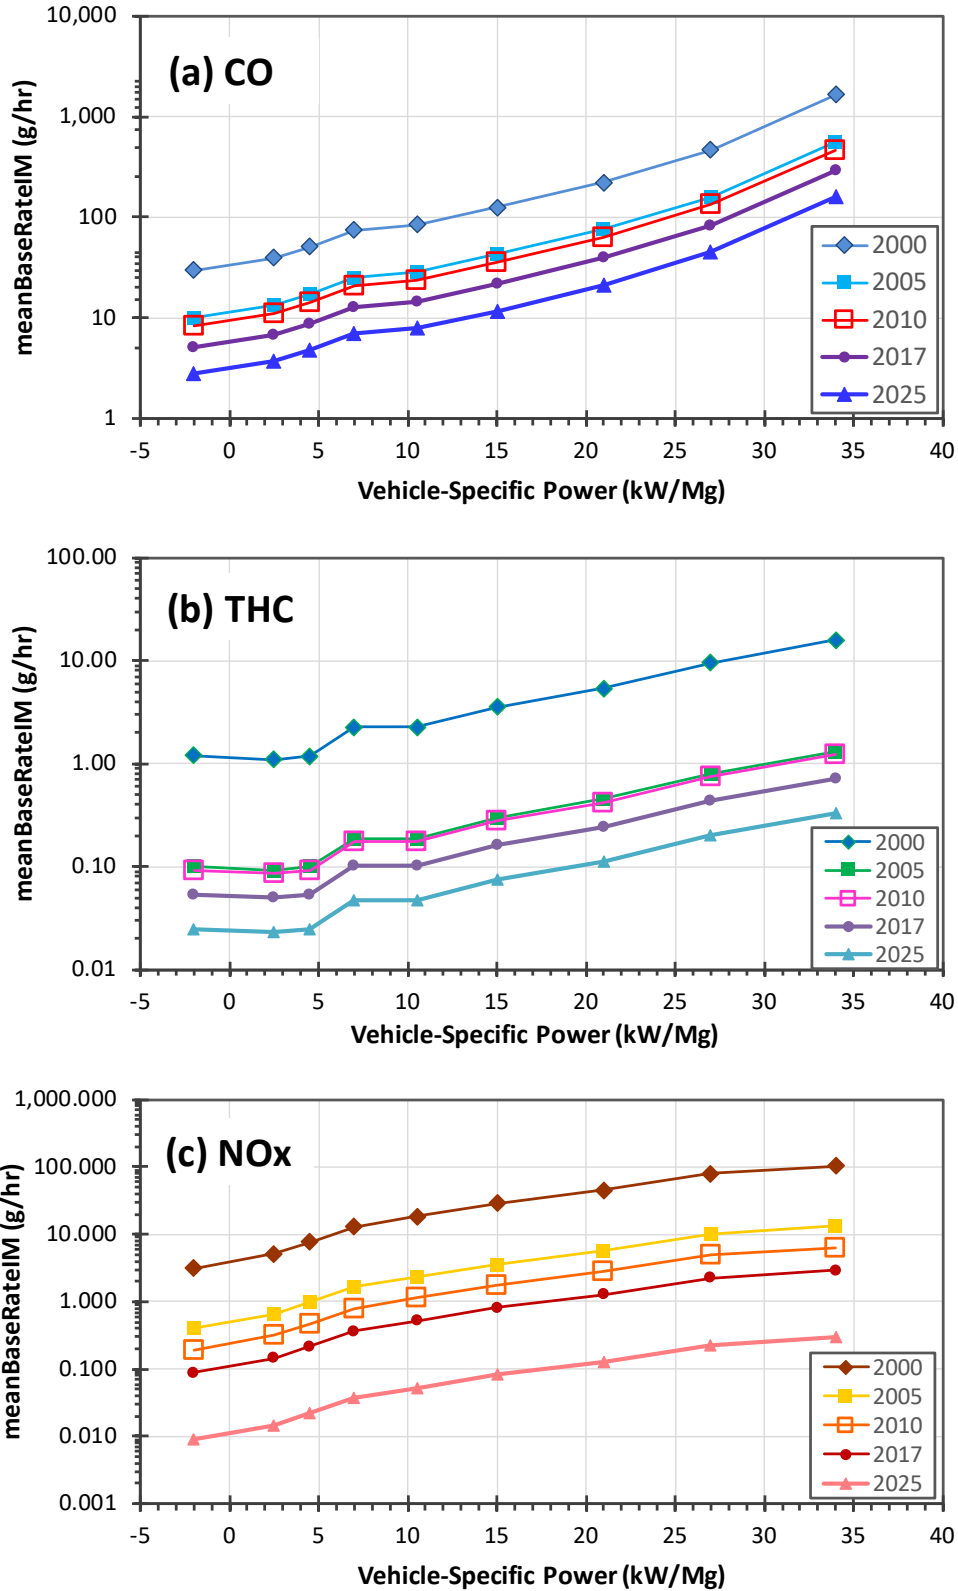 (a) CO
meanBaseRateIM (g/hr)
10,000
1,000
100
10
1
2000
2005
2010
2017
2025
-5 0 5 10 15 20 25 30 35 40
Vehicle-Specific Power (kW/Mg)
(b) THC
meanBaseRateIM (g/hr)
100.00
10.00
1.00
0.10
0.01
2000
2005
2010
2017
2025
-5 0 5 10 15 20 25 30 35 40
Vehicle-Specific Power (kW/Mg)
(c) NOx
meanBaseRateIM (g/hr)
1,000.000
100.000
10.000
1.000
0.100
0.010
0.001
2000
2005
2010
2017
2025
-5 0 5 10 15 20 25 30 35 40
Vehicle-Specific Power (kW/Mg)